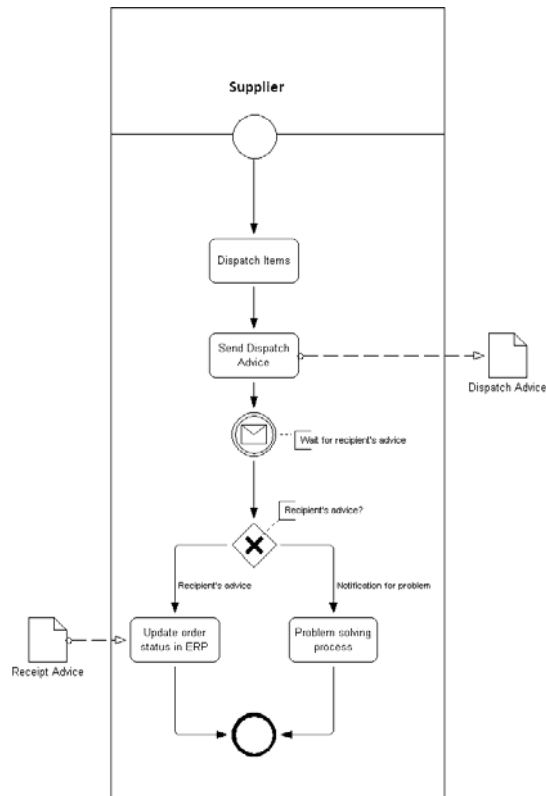 Supplier
Dispatch Items
Send Dispatch
Advice
Dispatch Advice
Wait for recipient's advice
Recipient's advice?
Recipient's advice
Notification for problem
Update order
status in ERP
Problem solving
process
Receipt Advice